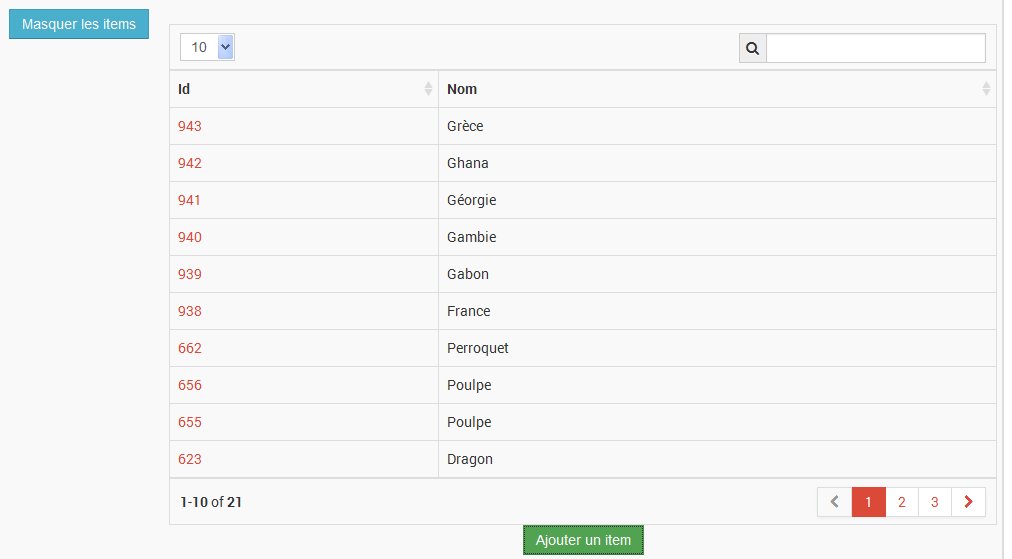 Masquer les items
10
Id Nom
943 Grèce
942 Ghana
941 Géorgie
940 Gambie
939 Gabon
938 France
662 Perroquet
656 Poulpe
655 Poulpe
623 Dragon
1-10 of 21 1 2 3
Ajouter un item